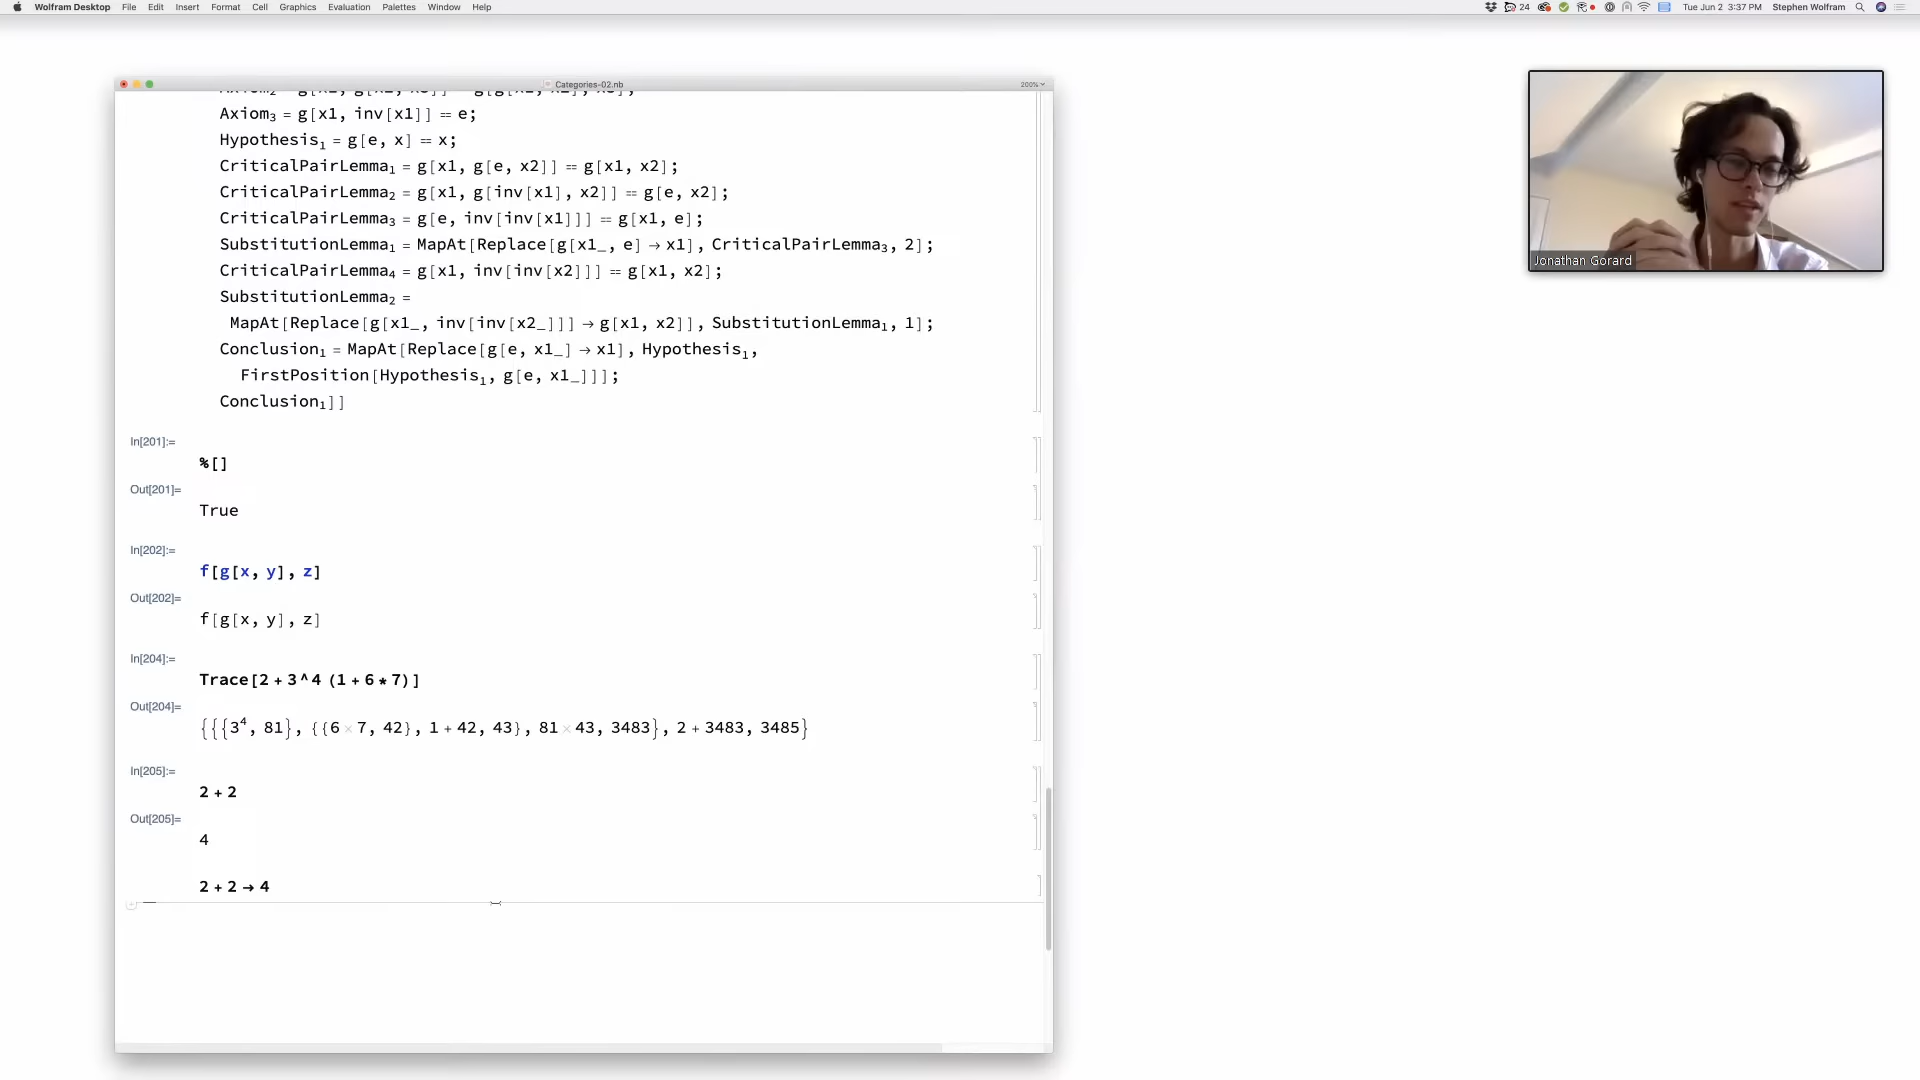 Wolfram Desktop File Edit Insert Format Cell Graphics Evaluation Palettes Window Help 24 Tue Jun 2 3:37 PM Stephen Wolfram
Categories-02.nb 200%
Axiom₃ = g[x1, inv[x1]] == e;
Hypothesis₁ = g[e, x] == x;
CriticalPairLemma₁ = g[x1, g[e, x2]] == g[x1, x2];
CriticalPairLemma₂ = g[x1, g[inv[x1], x2]] == g[e, x2];
CriticalPairLemma₃ = g[e, inv[inv[x1]]] == g[x1, e];
SubstitutionLemma₁ = MapAt[Replace[g[x1_, e] → x1], CriticalPairLemma₃, 2];
CriticalPairLemma₄ = g[x1, inv[inv[x2]]] == g[x1, x2];
SubstitutionLemma₂ =
MapAt[Replace[g[x1_, inv[inv[x2_]]] → g[x1, x2]], SubstitutionLemma₁, 1];
Conclusion₁ = MapAt[Replace[g[e, x1_] → x1], Hypothesis₁,
FirstPosition[Hypothesis₁, g[e, x1_]]];
Conclusion₁]]
In[201]:=
%[]
Out[201]=
True
In[202]:=
f[g[x, y], z]
Out[202]=
f[g[x, y], z]
In[204]:=
Trace[2 + 3^4 (1 + 6 * 7)]
Out[204]=
{{{3⁴, 81}, {{6 × 7, 42}, 1 + 42, 43}, 81 × 43, 3483}, 2 + 3483, 3485}
In[205]:=
2 + 2
Out[205]=
4
2 + 2 → 4
Jonathan Gorard